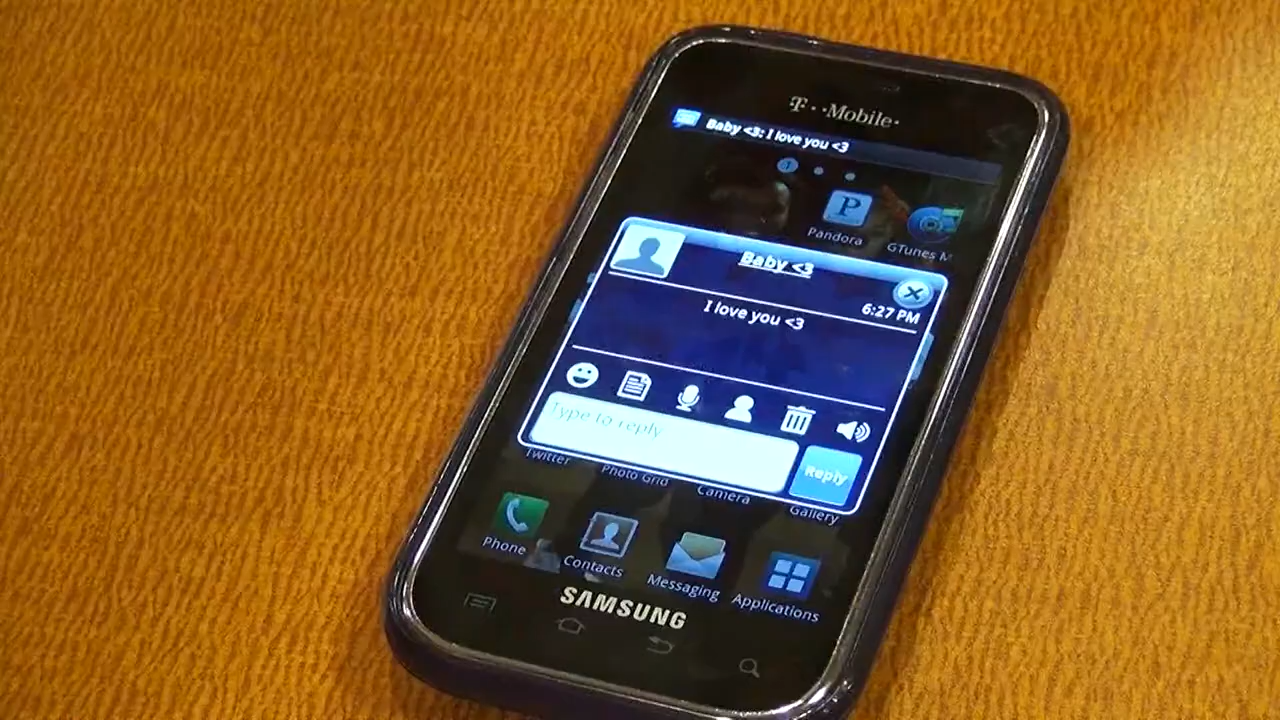 T··Mobile·
Baby <3: I love you <3
1
Pandora
GTunes M
Baby <3
6:27 PM
I love you <3
Type to reply
Reply
Twitter
Photo Grid
Camera
Gallery
Phone
Contacts
Messaging
Applications
SAMSUNG